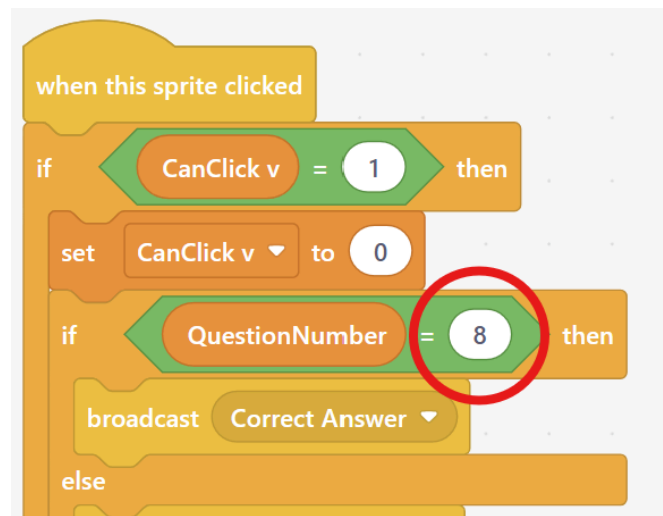 when this sprite clicked
if CanClick v = 1 then
set CanClick v to 0
if QuestionNumber = 8 then
broadcast Correct Answer
else